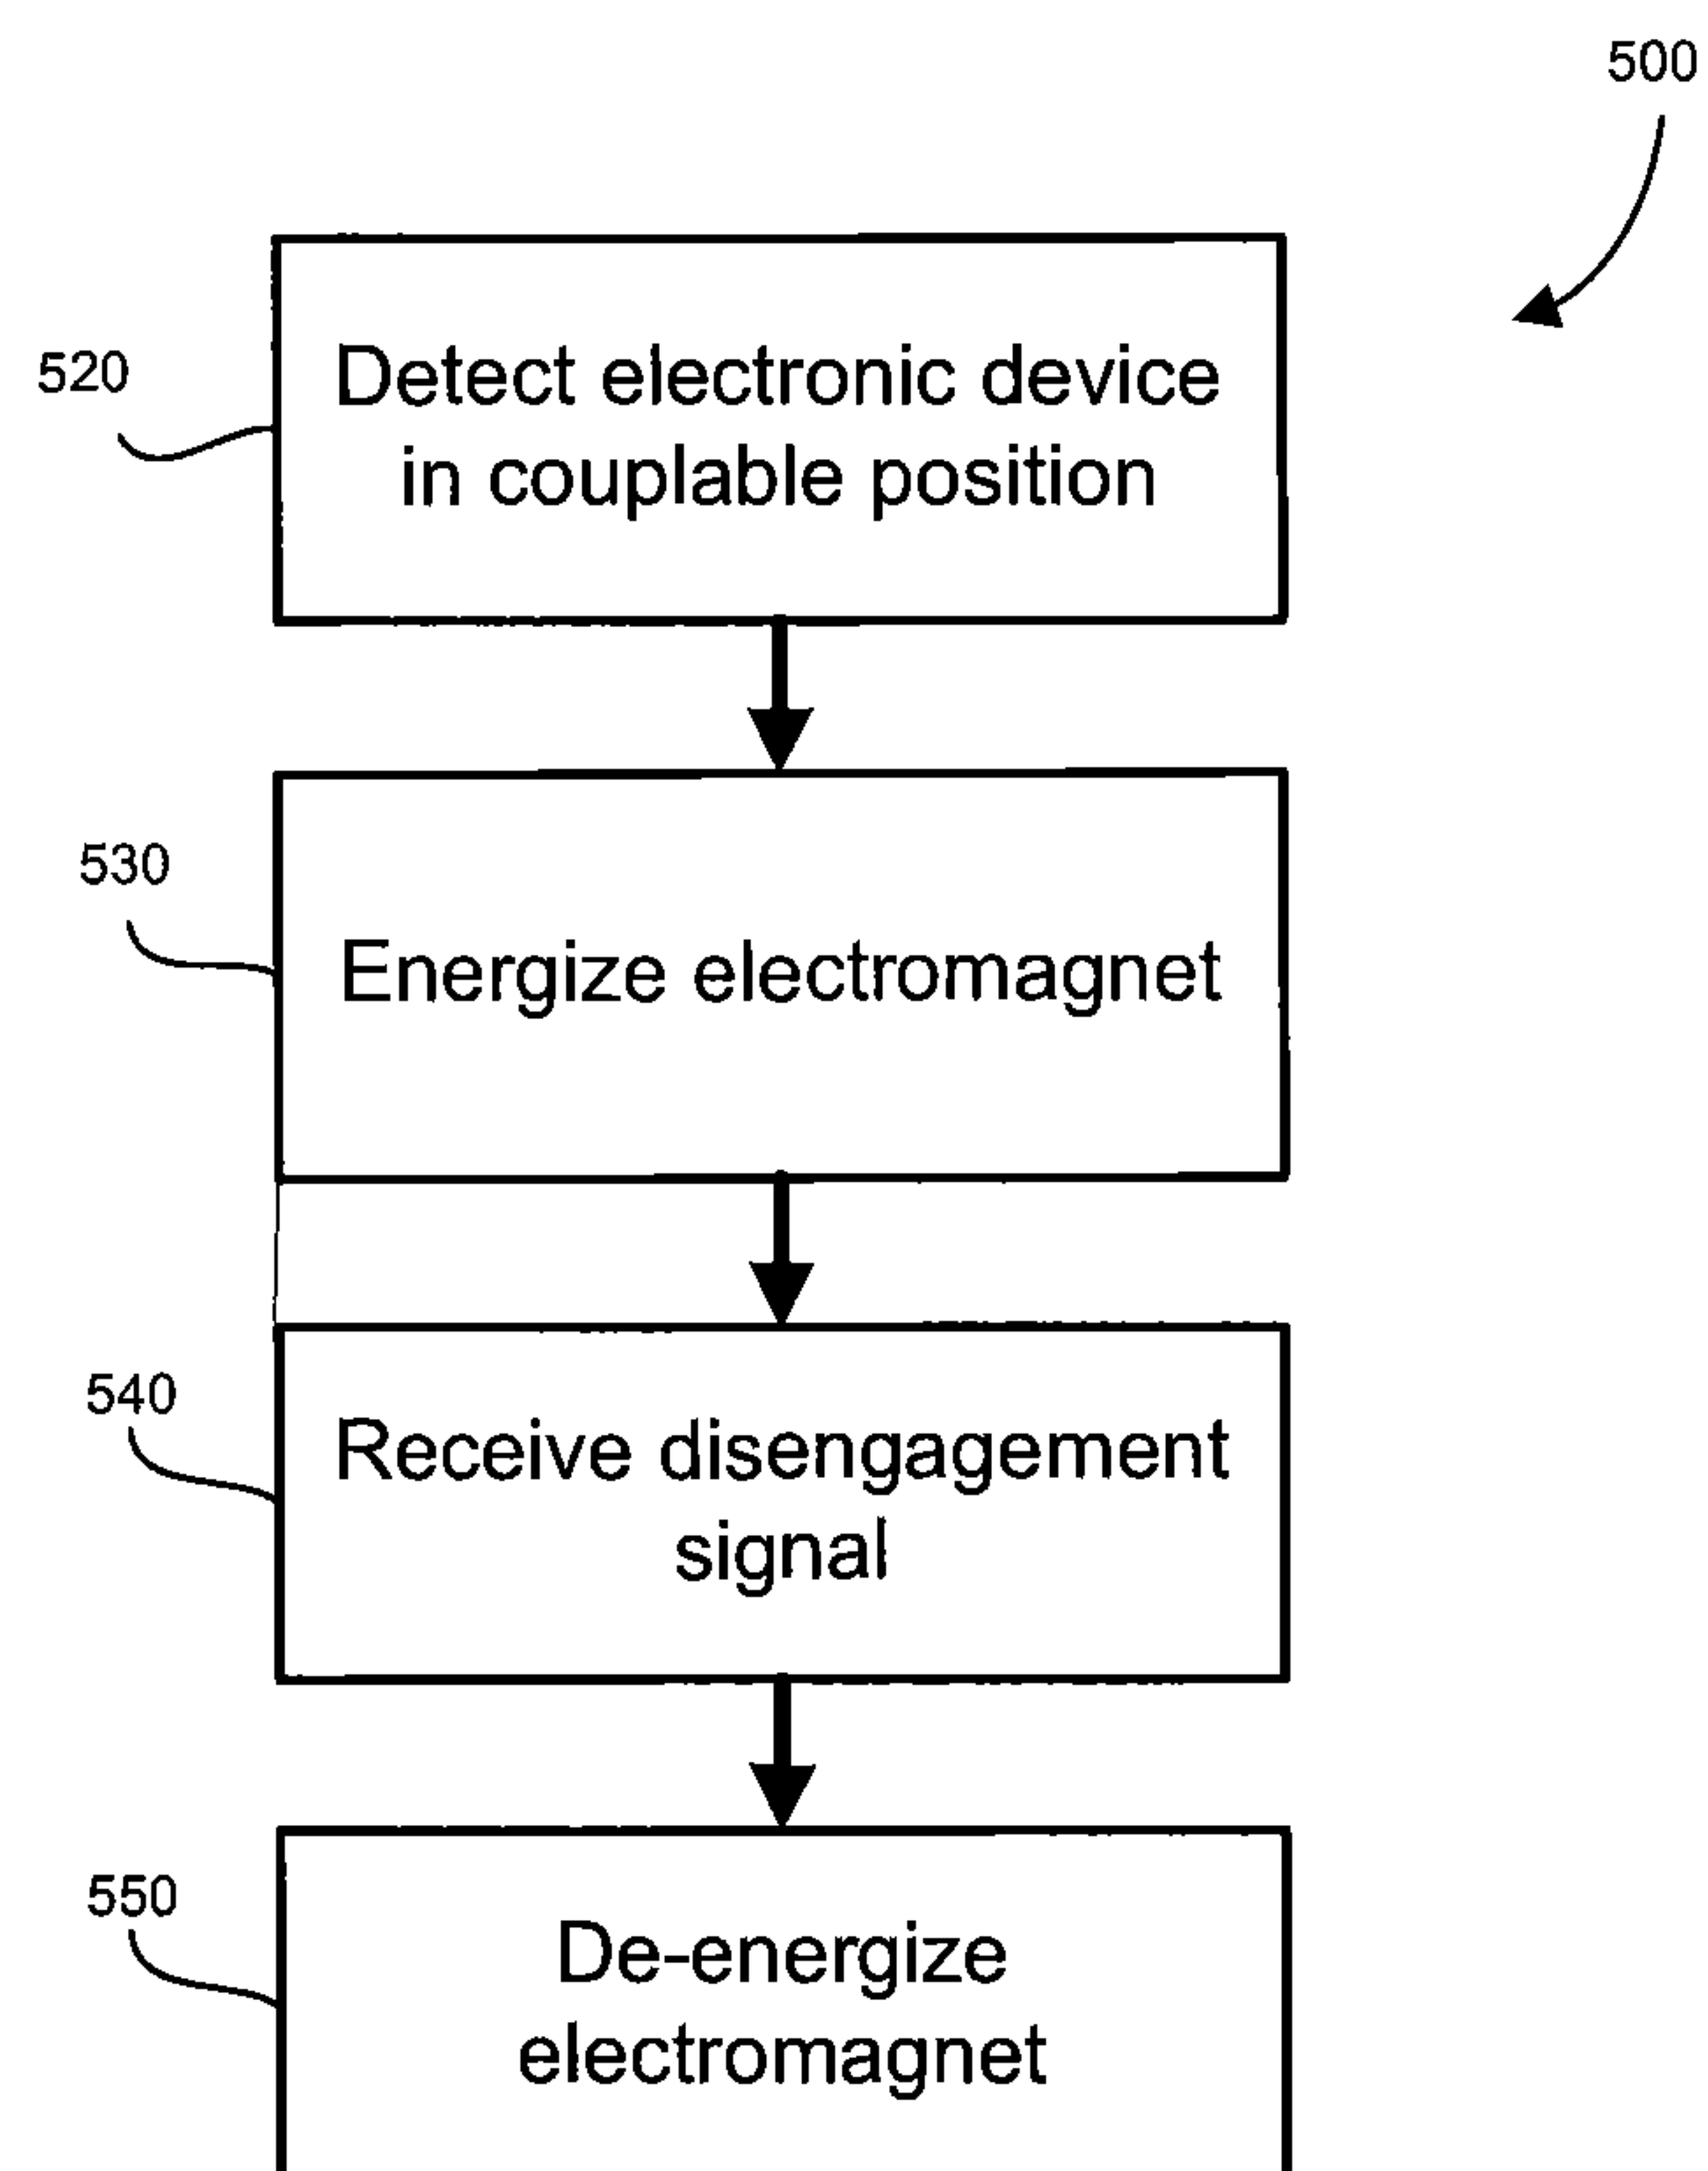 500
520
Detect electronic device
in couplable position
530
Energize electromagnet
540
Receive disengagement
signal
550
De-energize
electromagnet